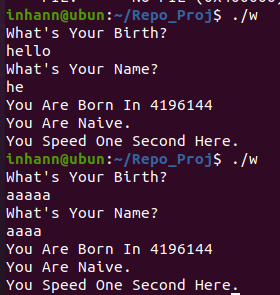 inhann@ubun:~/Repo_Proj$ ./w
What's Your Birth?
hello
What's Your Name?
he
You Are Born In 4196144
You Are Naive.
You Speed One Second Here.
inhann@ubun:~/Repo_Proj$ ./w
What's Your Birth?
aaaaa
What's Your Name?
aaaa
You Are Born In 4196144
You Are Naive.
You Speed One Second Here.